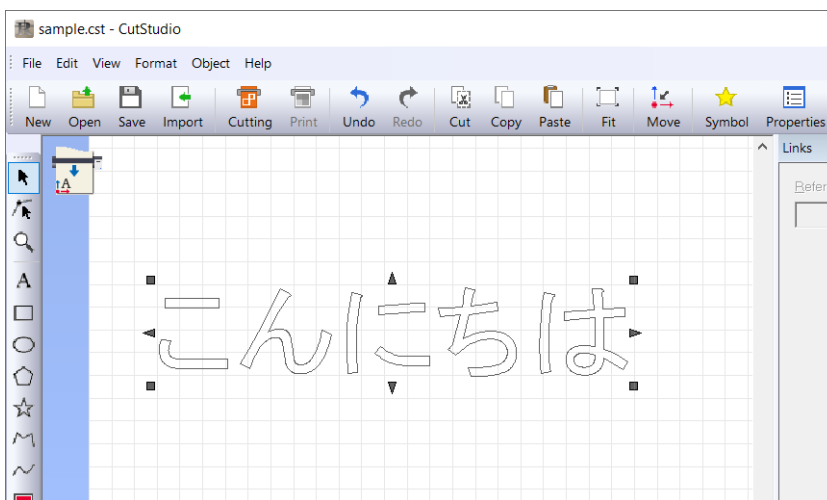 sample.cst - CutStudio
File Edit View Format Object Help
New Open Save Import Cutting Print Undo Redo Cut Copy Paste Fit Move Symbol Properties
Links
Refer
A
A
こんにちは